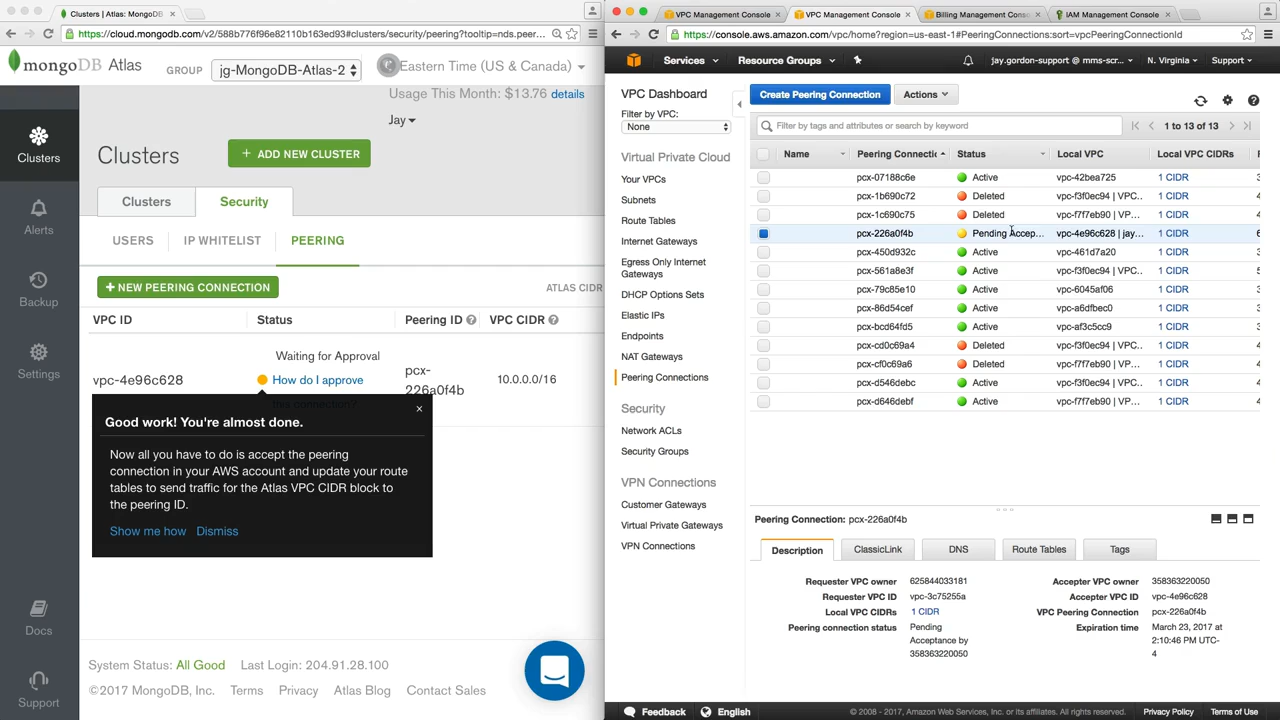 Clusters | Atlas: MongoDB
https://cloud.mongodb.com/v2/588b776f96e82110b1636c93#clusters/security/peering?tooltip=nds.peer...
mongoDB Atlas
GROUP
jg-MongoDB-Atlas-2
Eastern Time (US & Canada)
Usage This Month: $13.76 details
Jay
Clusters
Alerts
Backup
Settings
Docs
Support
Clusters
+ ADD NEW CLUSTER
Clusters
Security
USERS
IP WHITELIST
PEERING
+ NEW PEERING CONNECTION
ATLAS CIDR
VPC ID
Status
Peering ID
VPC CIDR
vpc-4e96c628
Waiting for Approval
How do I approve
this connection?
pcx-
226a0f4b
10.0.0.0/16
Good work! You're almost done.
×
Now all you have to do is accept the peering
connection in your AWS account and update your route
tables to send traffic for the Atlas VPC CIDR block to
the peering ID.
Show me how Dismiss
System Status: All Good Last Login: 204.91.28.100
©2017 MongoDB, Inc. Terms Privacy Atlas Blog Contact Sales
VPC Management Console
VPC Management Console
Billing Management Cons
IAM Management Console
https://console.aws.amazon.com/vpc/home?region=us-east-1#PeeringConnections:sort=vpcPeeringConnectionId
Services
Resource Groups
jay.gordon-support @ mms-scr...
N. Virginia
Support
VPC Dashboard
Filter by VPC:
None
Virtual Private Cloud
Your VPCs
Subnets
Route Tables
Internet Gateways
Egress Only Internet
Gateways
DHCP Options Sets
Elastic IPs
Endpoints
NAT Gateways
Peering Connections
Security
Network ACLs
Security Groups
VPN Connections
Customer Gateways
Virtual Private Gateways
VPN Connections
Create Peering Connection
Actions
Filter by tags and attributes or search by keyword
1 to 13 of 13
Name Peering Connectic Status Local VPC Local VPC CIDRs
pcx-07188c6e Active vpc-42bea725 1 CIDR 3
pcx-1b690c72 Deleted vpc-f3f0ec94 | VPC.. 1 CIDR 4
pcx-1c690c75 Deleted vpc-f7f7eb90 | VP... 1 CIDR 4
pcx-226a0f4b Pending Accep... vpc-4e96c628 | jay... 1 CIDR 6
pcx-450d932c Active vpc-461d7a20 1 CIDR 3
pcx-561a8e3f Active vpc-f3f0ec94 | VPC.. 1 CIDR 5
pcx-79c85e10 Active vpc-6045af06 1 CIDR 3
pcx-86d54cef Active vpc-a6dfbec0 1 CIDR 3
pcx-bcd64fd5 Active vpc-af3c5cc9 1 CIDR 3
pcx-cd0c69a4 Deleted vpc-f3f0ec94 | VPC.. 1 CIDR 4
pcx-cf0c69a6 Deleted vpc-f7f7eb90 | VP... 1 CIDR 4
pcx-d546debc Active vpc-f3f0ec94 | VPC.. 1 CIDR 4
pcx-d646debf Active vpc-f7f7eb90 | VP... 1 CIDR 4
Peering Connection: pcx-226a0f4b
Description
ClassicLink
DNS
Route Tables
Tags
Requester VPC owner 625844033181
Requester VPC ID vpc-3c75255a
Local VPC CIDRs 1 CIDR
Peering connection status Pending
Acceptance by
358363220050
Accepter VPC owner 358363220050
Accepter VPC ID vpc-4e96c628
VPC Peering Connection pcx-226a0f4b
Expiration time March 23, 2017 at
2:10:46 PM UTC-
4
Feedback
English
© 2008 - 2017, Amazon Web Services, Inc. or its affiliates. All rights reserved.
Privacy Policy
Terms of Use